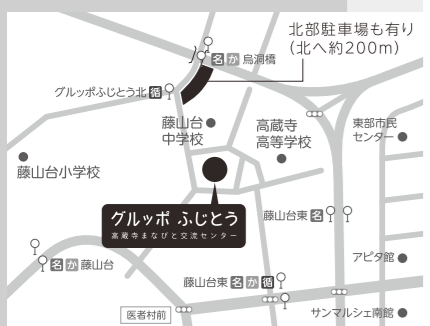 北部駐車場も有り
(北へ約200m)
名か 烏洞橋
グルッポふじとう北 循
藤山台
中学校
高蔵寺
高等学校
東部市民
センター
藤山台小学校
グルッポ ふじとう
高蔵寺まなびと交流センター
藤山台東 名
名か 藤山台
アピタ館
藤山台東 名か循
医者村前
サンマルシェ南館